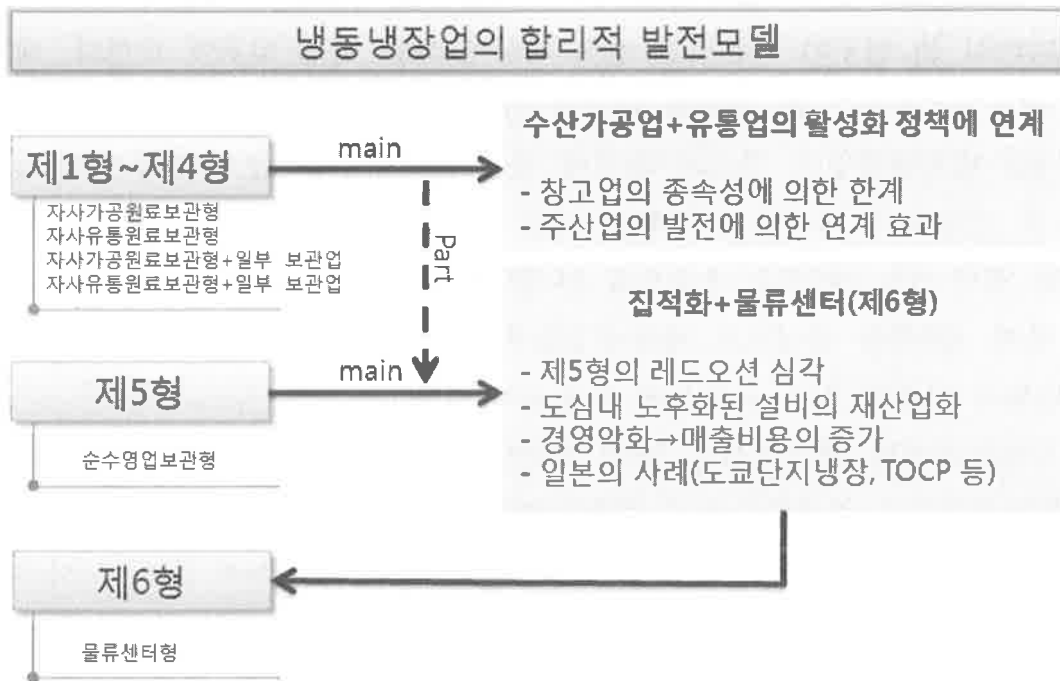 냉동냉장업의 합리적 발전모델
제1형~제4형
자사가공원료보관형
자사유통원료보관형
자사가공원료보관형+일부 보관업
자사유통원료보관형+일부 보관업
main
Part
수산가공업+유통업의 활성화 정책에 연계
- 창고업의 종속성에 의한 한계
- 주산업의 발전에 의한 연계 효과
제5형
순수영업보관형
main
집적화+물류센터(제6형)
- 제5형의 레드오션 심각
- 도심내 노후화된 설비의 재산업화
- 경영악화→매출비용의 증가
- 일본의 사례(도쿄단지냉장, TOCP 등)
제6형
물류센터형